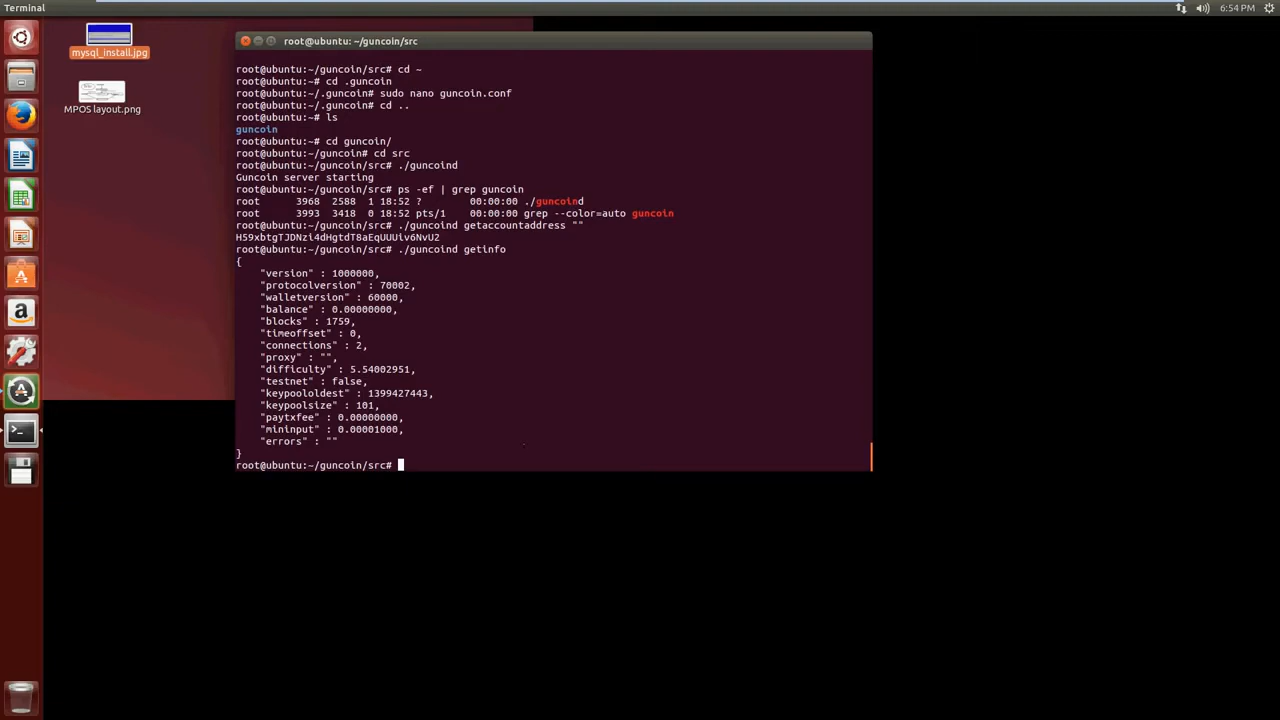 Terminal
6:54 PM
mysql_install.jpg
MPOS layout.png
root@ubuntu: ~/guncoin/src
root@ubuntu:~/guncoin/src# cd ~
root@ubuntu:~# cd .guncoin
root@ubuntu:~/.guncoin# sudo nano guncoin.conf
root@ubuntu:~/.guncoin# cd ..
root@ubuntu:~# ls
guncoin
root@ubuntu:~# cd guncoin/
root@ubuntu:~/guncoin# cd src
root@ubuntu:~/guncoin/src# ./guncoind
Guncoin server starting
root@ubuntu:~/guncoin/src# ps -ef | grep guncoin
root      3968  2588  1 18:52 ?        00:00:00 ./guncoind
root      3993  3418  0 18:52 pts/1    00:00:00 grep --color=auto guncoin
root@ubuntu:~/guncoin/src# ./guncoind getaccountaddress ""
H59xbtgTJDNzi4dHgtdT8aEqUUUiv6NvU2
root@ubuntu:~/guncoin/src# ./guncoind getinfo
{
    "version" : 1000000,
    "protocolversion" : 70002,
    "walletversion" : 60000,
    "balance" : 0.00000000,
    "blocks" : 1759,
    "timeoffset" : 0,
    "connections" : 2,
    "proxy" : "",
    "difficulty" : 5.54002951,
    "testnet" : false,
    "keypoololdest" : 1399427443,
    "keypoolsize" : 101,
    "paytxfee" : 0.00000000,
    "mininput" : 0.00001000,
    "errors" : ""
}
root@ubuntu:~/guncoin/src#